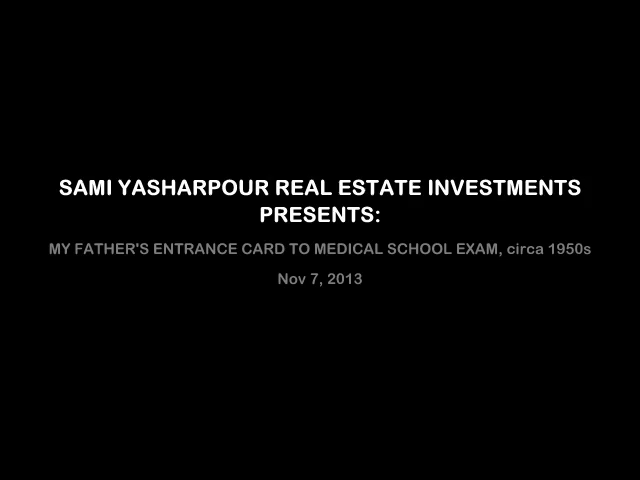 SAMI YASHARPOUR REAL ESTATE INVESTMENTS
PRESENTS:
MY FATHER'S ENTRANCE CARD TO MEDICAL SCHOOL EXAM, circa 1950s
Nov 7, 2013